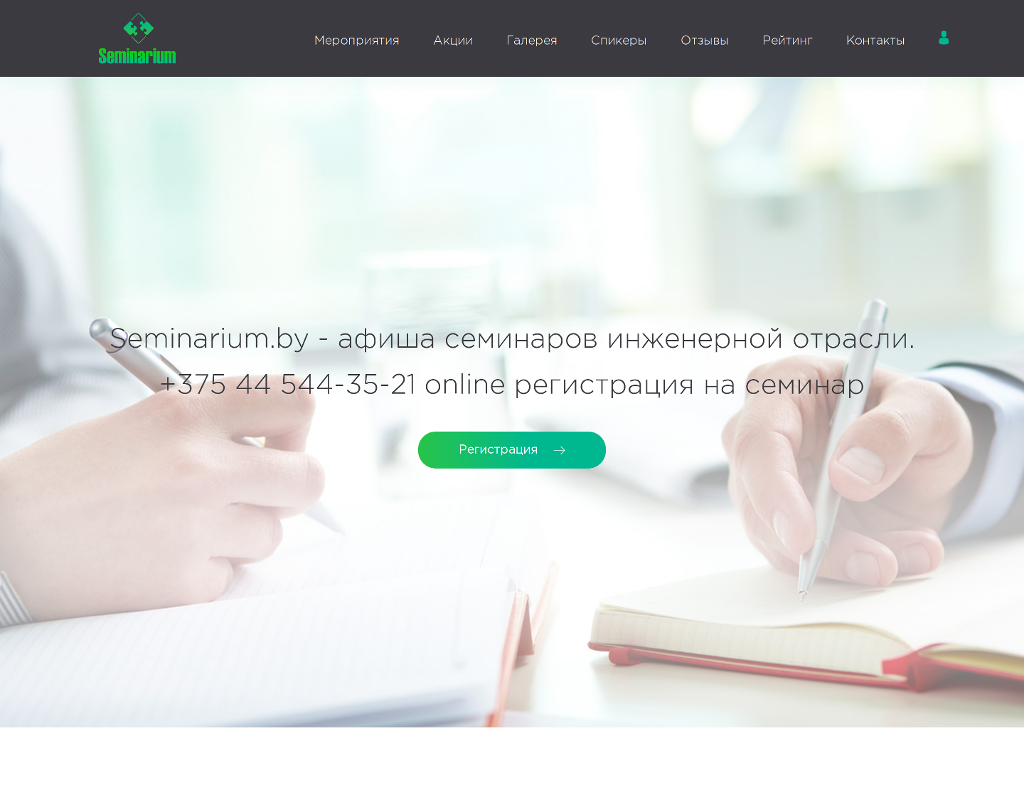 Seminarium
Мероприятия
Акции
Галерея
Спикеры
Отзывы
Рейтинг
Контакты
Seminarium.by - афиша семинаров инженерной отрасли.
+375 44 544-35-21 online регистрация на семинар
Регистрация